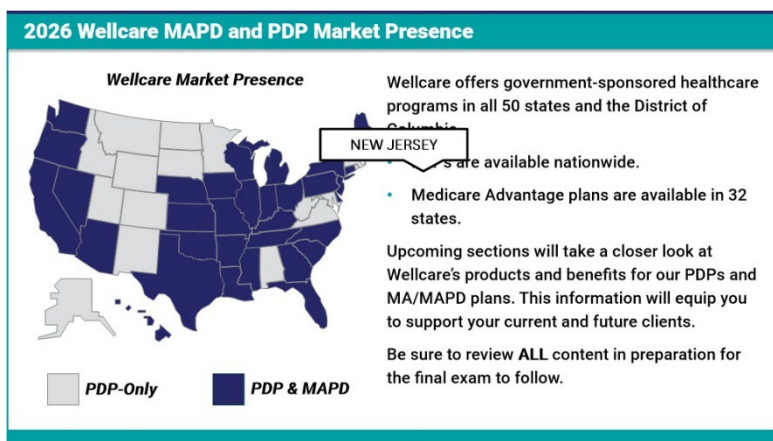 2026 Wellcare MAPD and PDP Market Presence
Wellcare Market Presence
Wellcare offers government-sponsored healthcare
programs in all 50 states and the District of
NEW JERSEY
are available nationwide.
Medicare Advantage plans are available in 32
states.
Upcoming sections will take a closer look at
Wellcare's products and benefits for our PDPs and
MA/MAPD plans. This information will equip you
to support your current and future clients.
Be sure to review ALL content in preparation for
the final exam to follow.
PDP-Only
PDP & MAPD